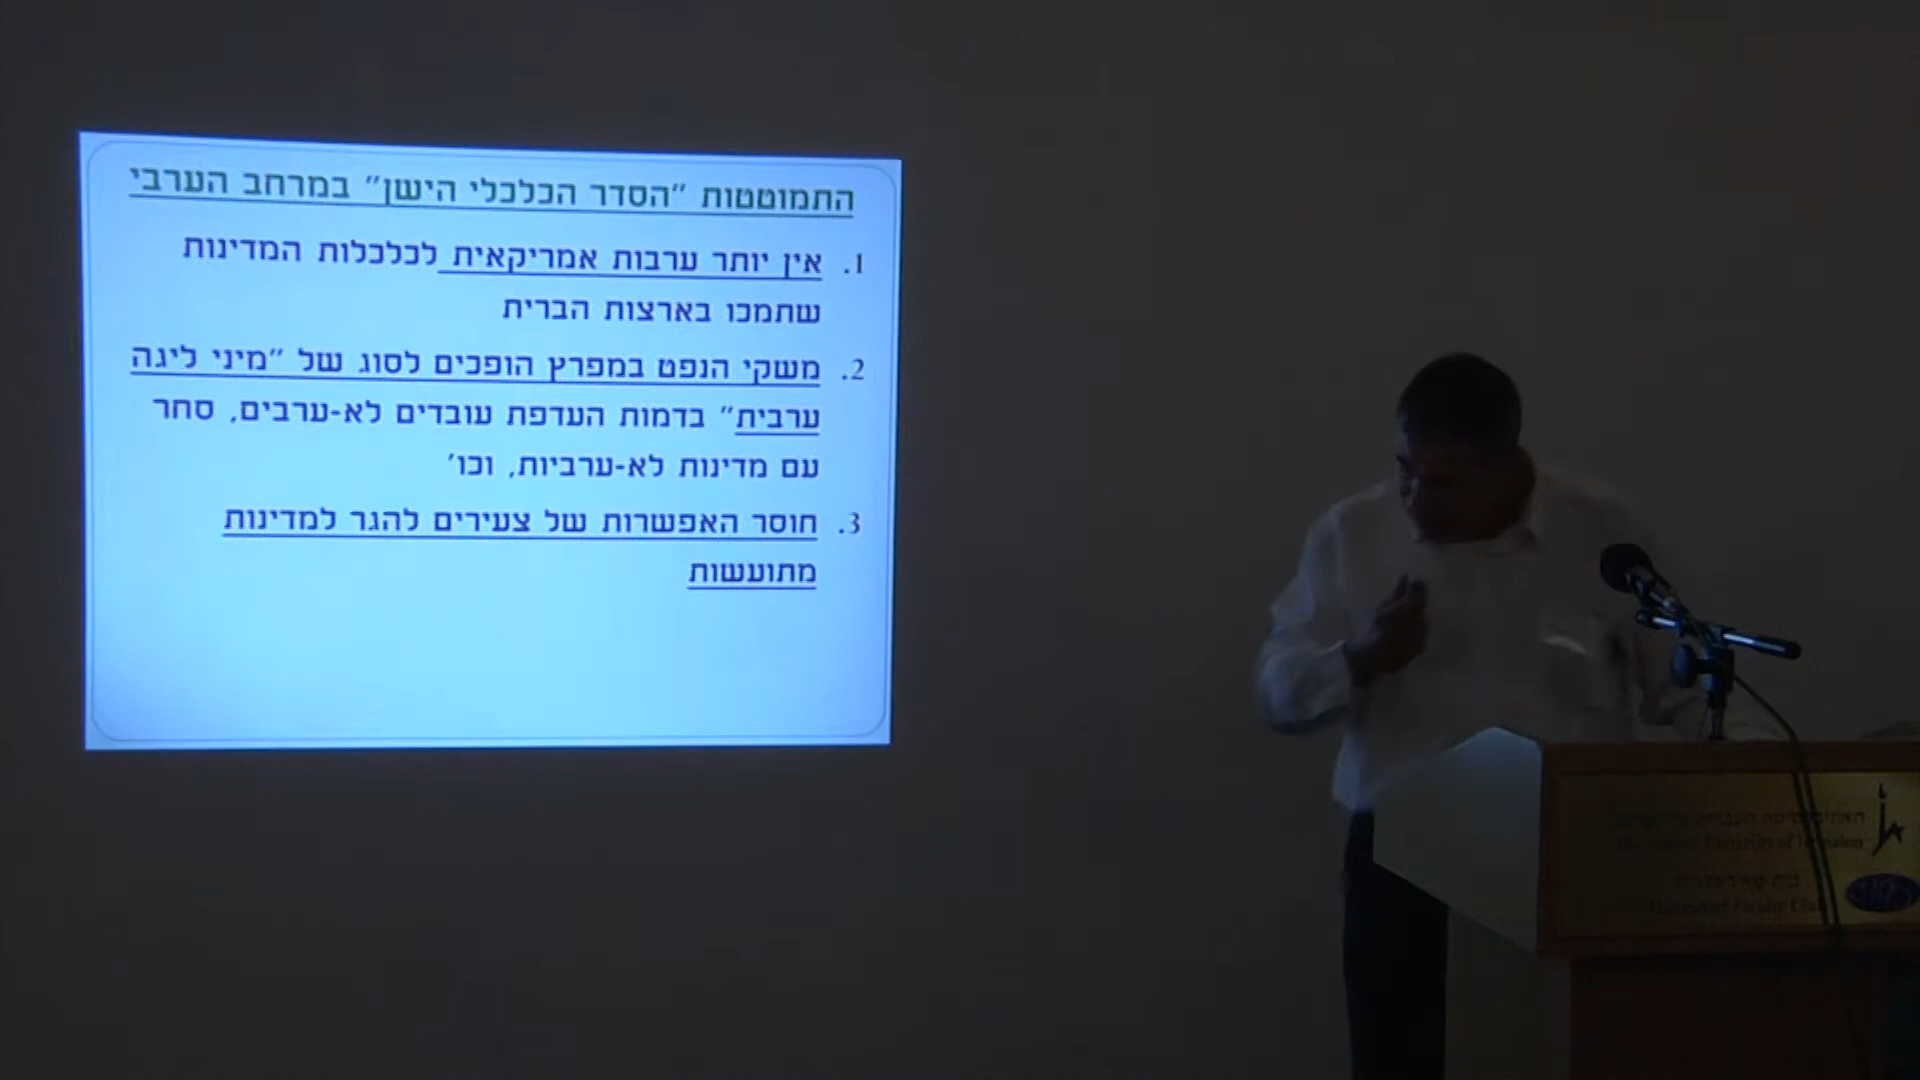 התמוטטות "הסדר הכלכלי הישן" במרחב הערבי
1. אין יותר ערבות אמריקאית לכלכלות המדינות
שתמכו בארצות הברית
2. משקי הנפט במפרץ הופכים לסוג של "מיני ליגה
ערבית" בדמות העדפת עובדים לא-ערבים, סחר
עם מדינות לא-ערביות, וכו'
3. חוסר האפשרות של צעירים להגר למדינות
מתועשות